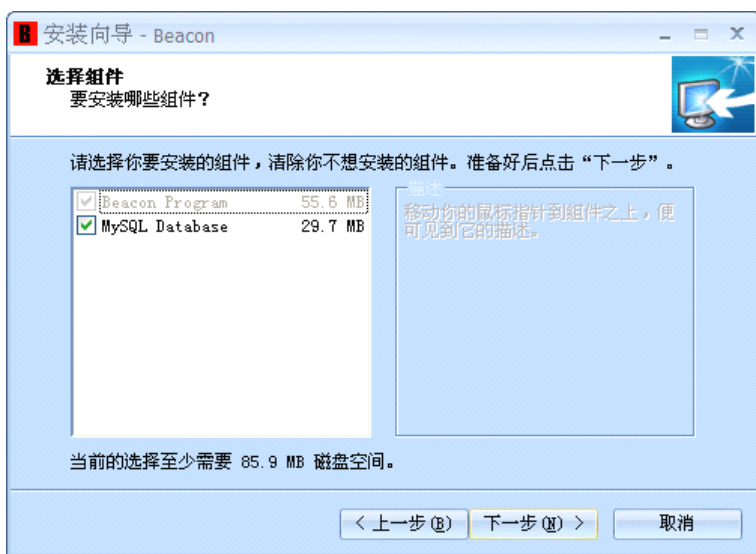 B 安装向导 - Beacon
选择组件
要安装哪些组件？
请选择你要安装的组件，清除你不想安装的组件。准备好后点击“下一步”。
Beacon Program 55.6 MB
MySQL Database 29.7 MB
描述
移动你的鼠标指针到组件之上，便
可见到它的描述。
当前的选择至少需要 85.9 MB 磁盘空间。
< 上一步(B) 下一步(N) > 取消